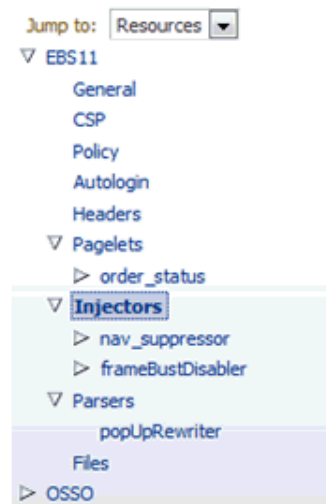 Jump to: Resources
EBS11
General
CSP
Policy
Autologin
Headers
Pagelets
order_status
Injectors
nav_suppressor
frameBustDisabler
Parsers
popUpRewriter
Files
OSSO